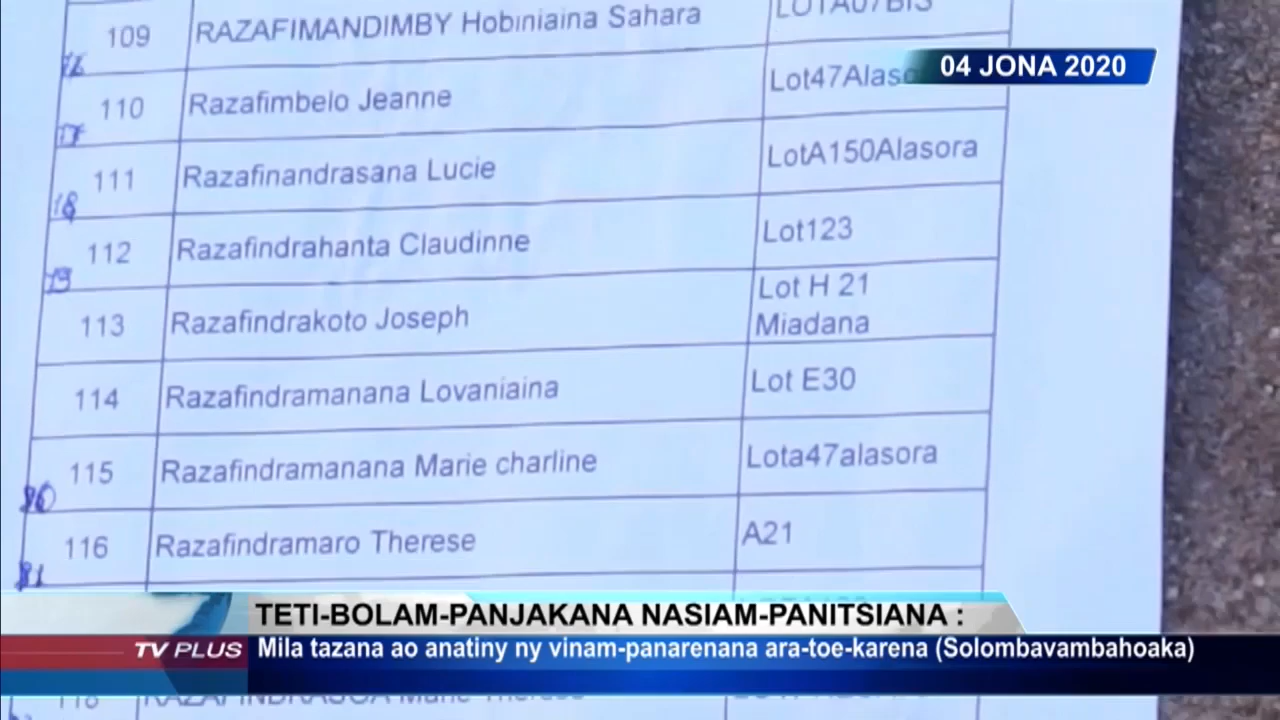 109 RAZAFIMANDIMBY Hobiniaina Sahara LOTA07BIS
04 JONA 2020
110 Razafimbelo Jeanne Lot47Alaso
111 Razafinandrasana Lucie LotA150Alasora
18
112 Razafindrahanta Claudinne Lot123
113 Razafindrakoto Joseph Lot H 21
Miadana
114 Razafindramanana Lovaniaina Lot E30
115 Razafindramanana Marie charline Lota47alasora
116 Razafindramaro Therese A21
TETI-BOLAM-PANJAKANA NASIAM-PANITSIANA :
TV PLUS Mila tazana ao anatiny ny vinam-panarenana ara-toe-karena (Solombavambahoaka)
118